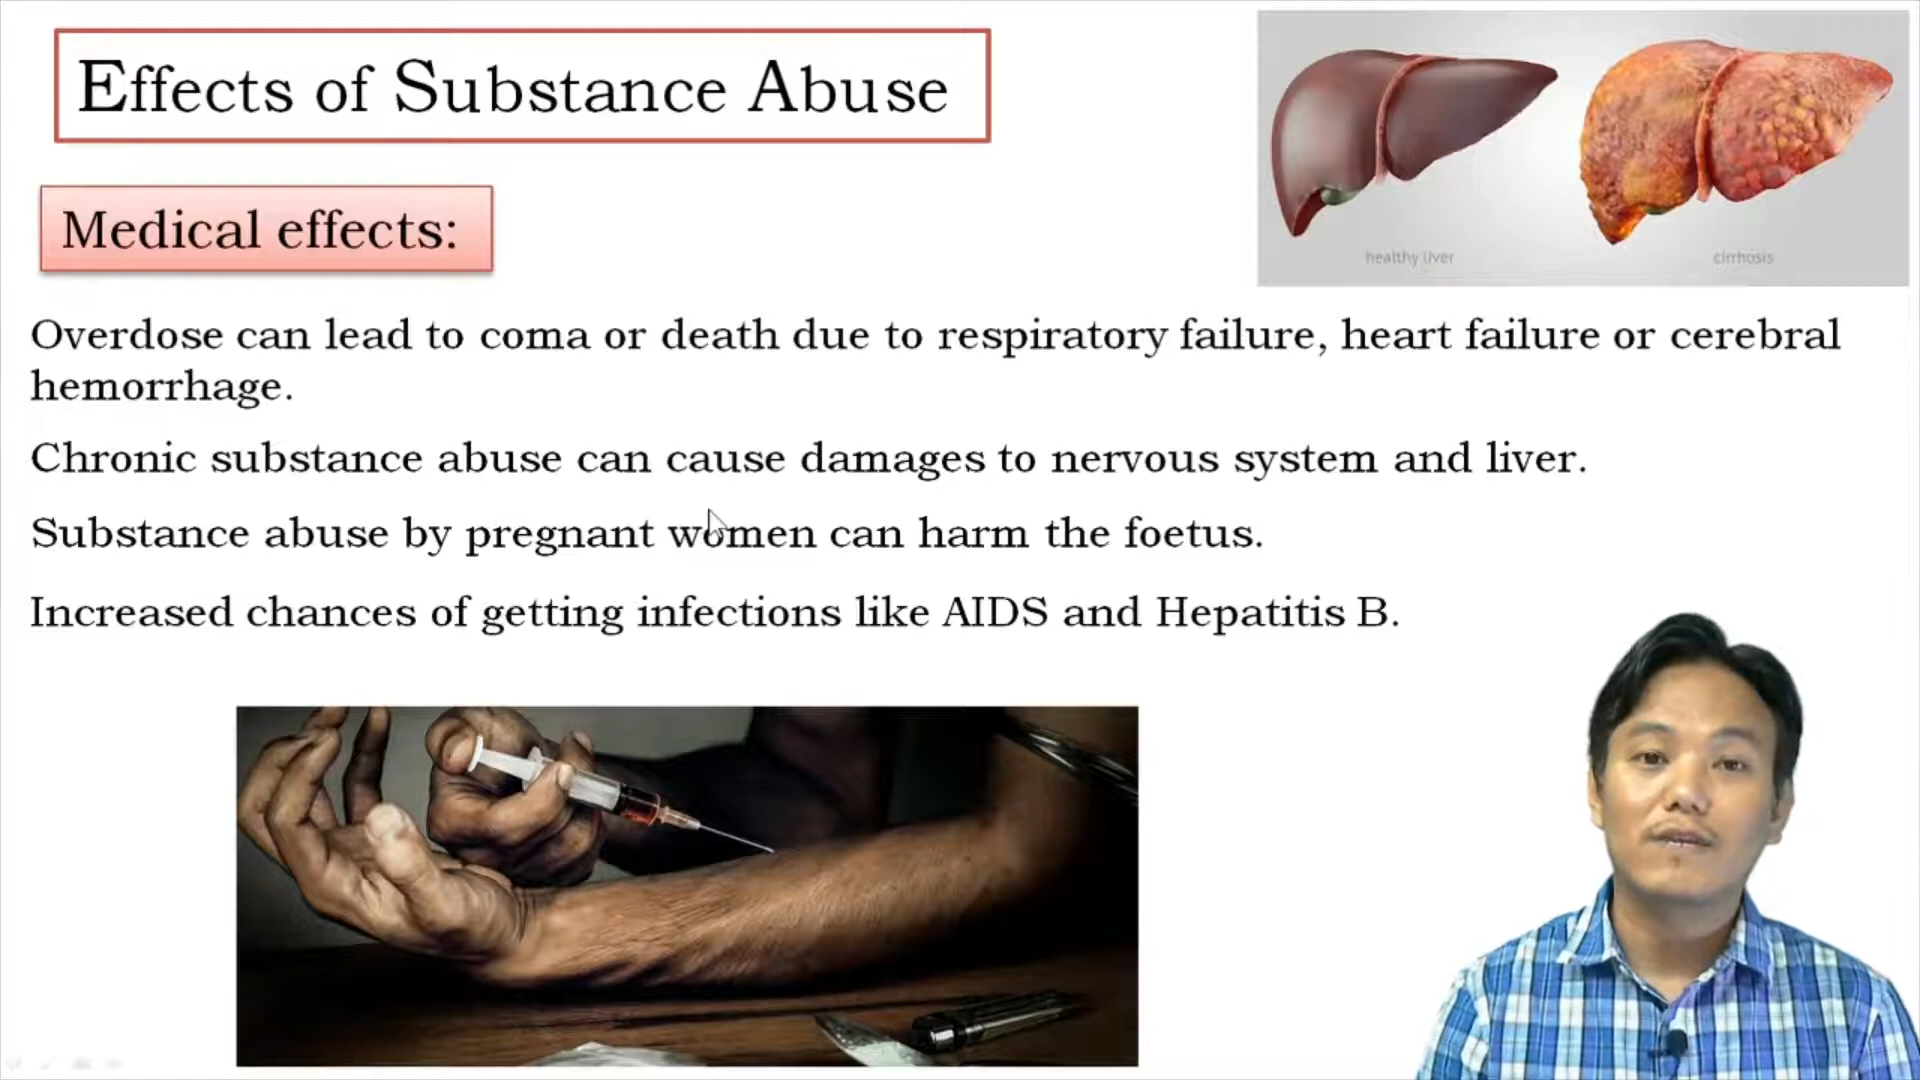 Effects of Substance Abuse
healthy liver
cirrhosis
Medical effects:
Overdose can lead to coma or death due to respiratory failure, heart failure or cerebral
hemorrhage.
Chronic substance abuse can cause damages to nervous system and liver.
Substance abuse by pregnant women can harm the foetus.
Increased chances of getting infections like AIDS and Hepatitis B.